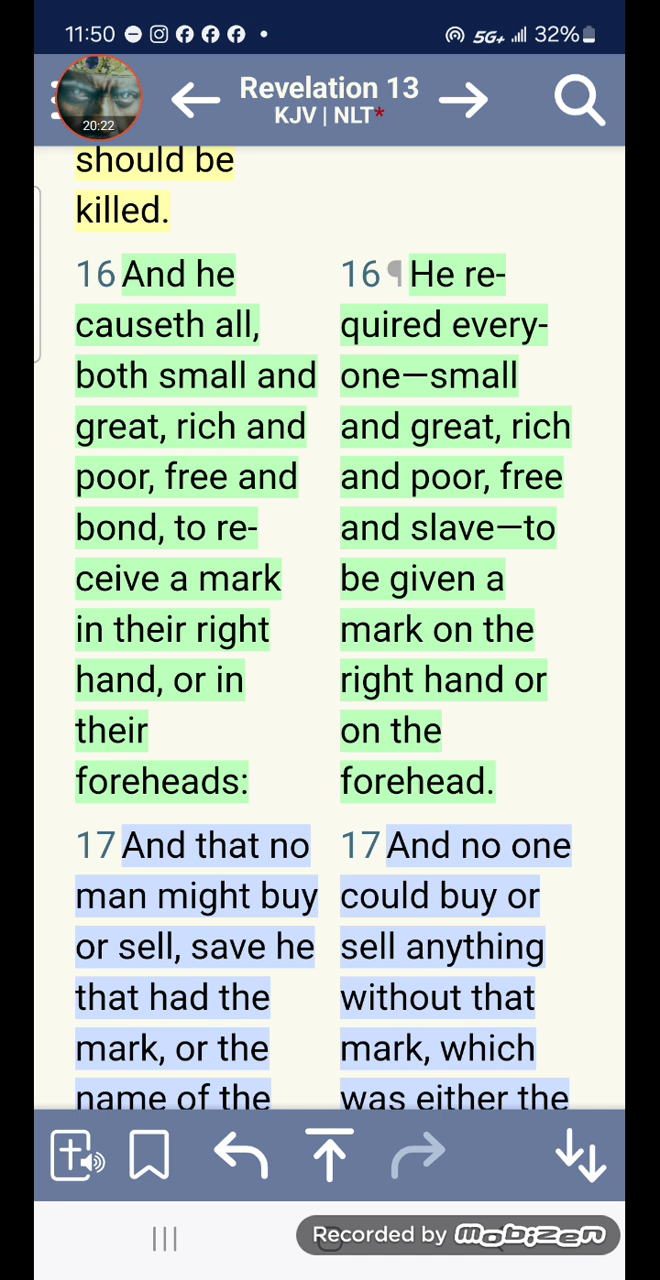 11:50
5G+ 32%
20:22
Revelation 13
KJV | NLT*
should be
killed.
16 And he
causeth all,
both small and
great, rich and
poor, free and
bond, to re-
ceive a mark
in their right
hand, or in
their
foreheads:
17 And that no
man might buy
or sell, save he
that had the
mark, or the
name of the
16 ¶ He re-
quired every-
one—small
and great, rich
and poor, free
and slave—to
be given a
mark on the
right hand or
on the
forehead.
17 And no one
could buy or
sell anything
without that
mark, which
was either the
Recorded by mobizen